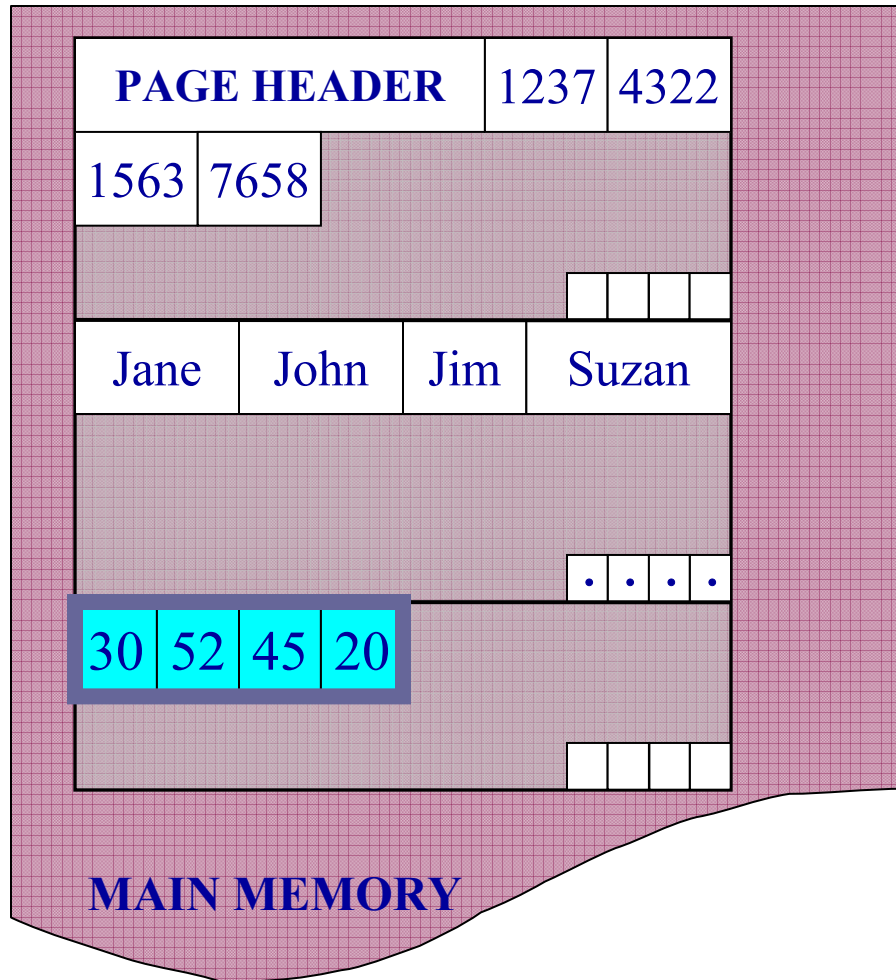 PAGE HEADER 1237 4322
1563 7658
Jane John Jim Suzan
30 52 45 20
MAIN MEMORY